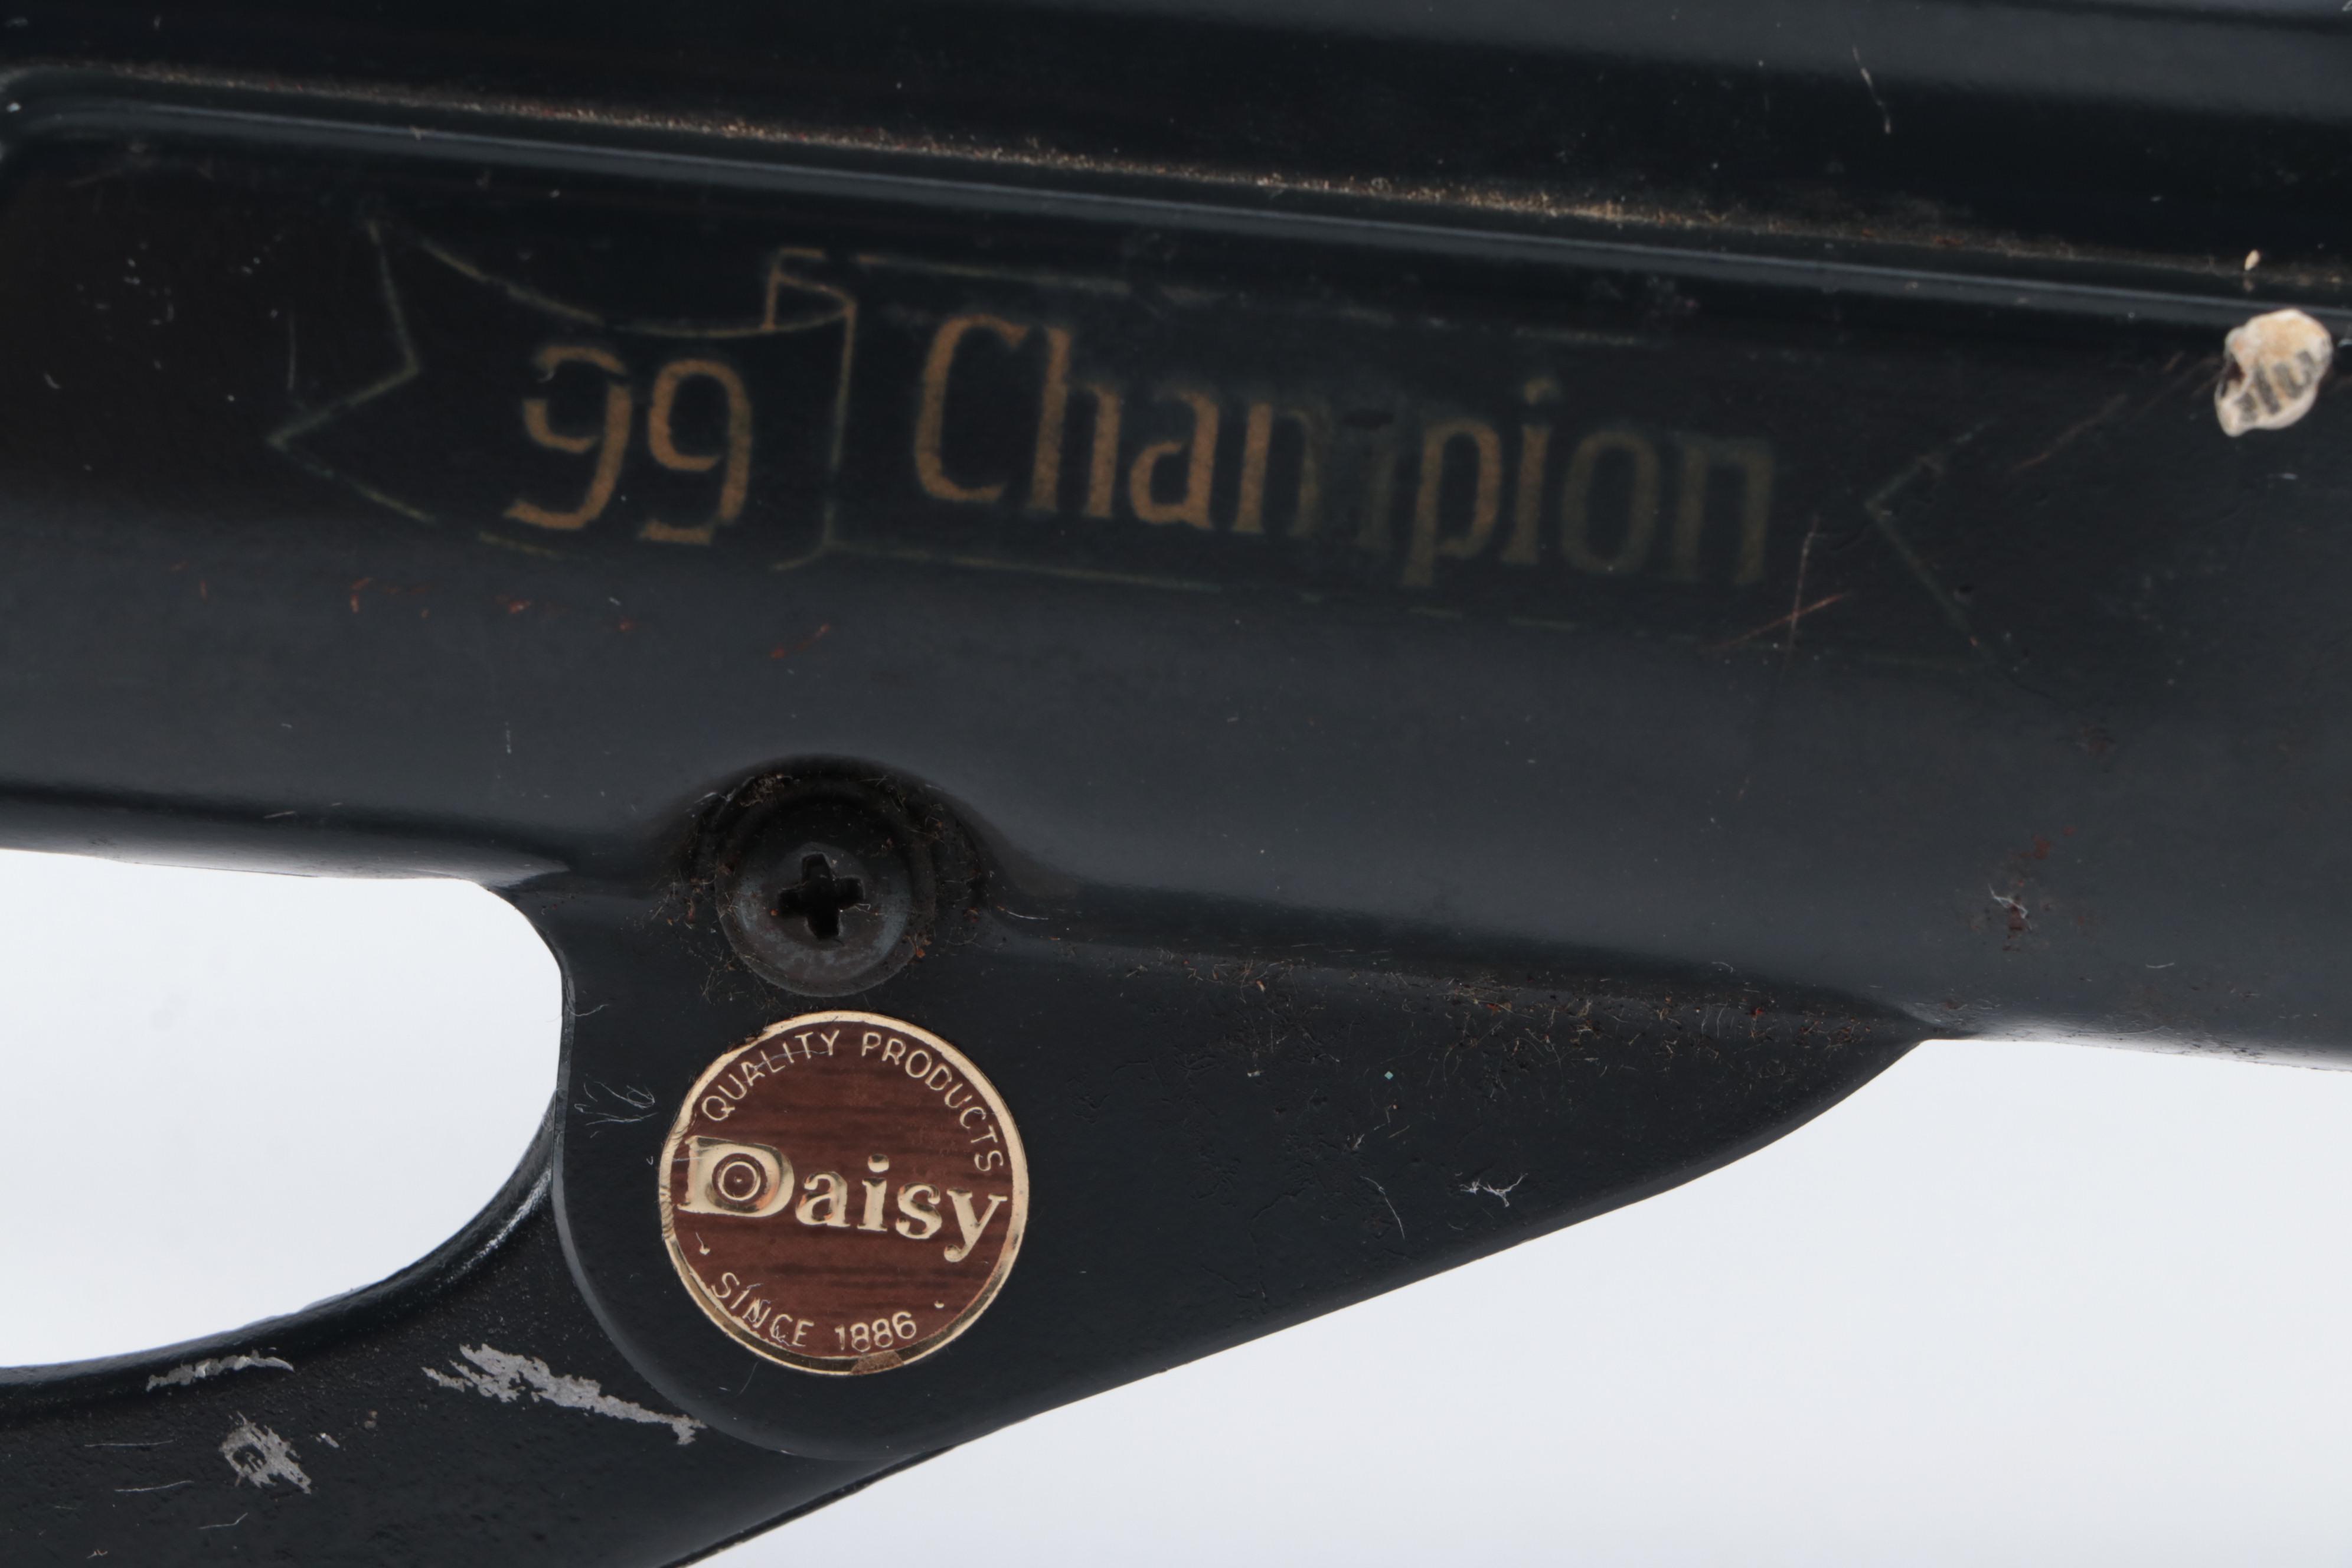 99 Champion
QUALITY PRODUCTS
Daisy
SINCE 1886